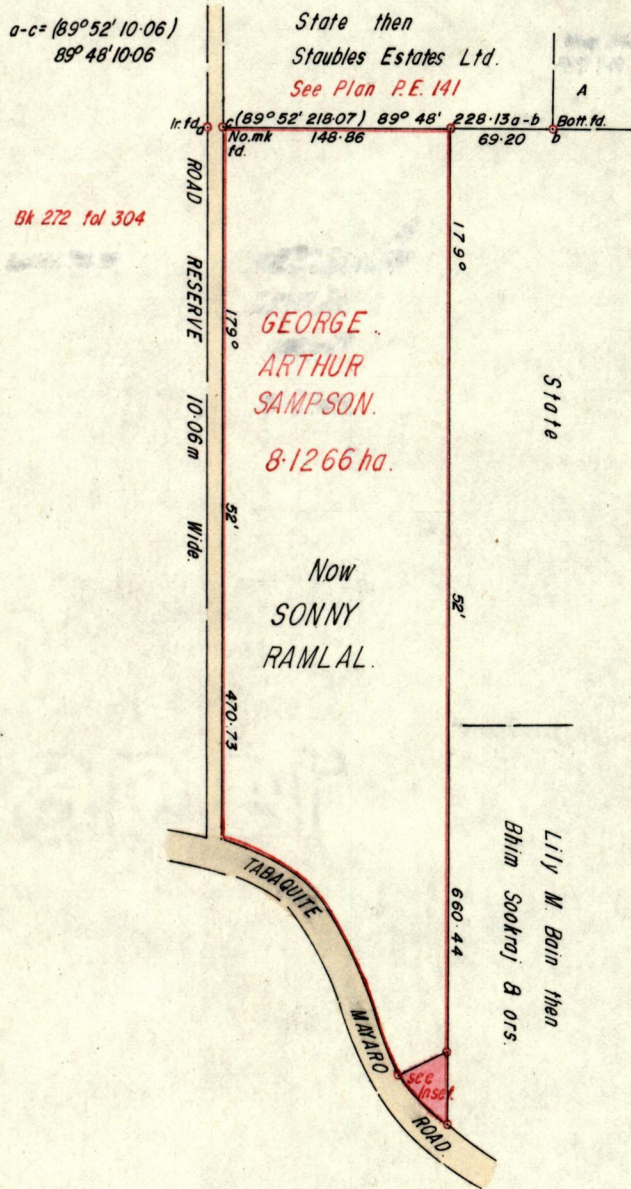 a-c= (89° 52' 10·06)
89° 48' 10·06
State then
Staubles Estates Ltd.
See Plan P.E. 141
A
Ir. fd.
c (89° 52' 218·07) 89° 48' 228·13 a-b Bott. fd.
No. mk 148·86 69·20 b
fd.
Bk 272 fol 304
ROAD RESERVE 10·06m Wide.
179° 52' 470·73
GEORGE
ARTHUR
SAMPSON.
8·1266 ha.
Now
SONNY
RAMLAL.
179° 52' 660·44
State
Lily M. Bain then
Bhim Sookraj & ors.
TABAQUITE MAYARO ROAD.
see
Inset.